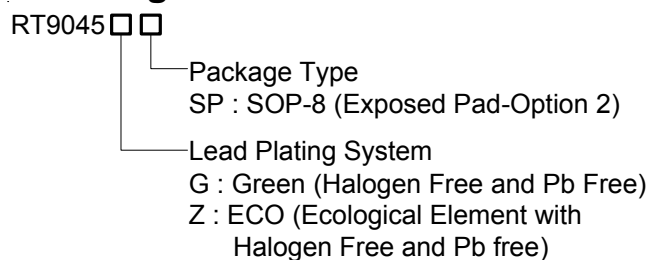 RT9045
Package Type
SP : SOP-8 (Exposed Pad-Option 2)
Lead Plating System
G : Green (Halogen Free and Pb Free)
Z : ECO (Ecological Element with
Halogen Free and Pb free)